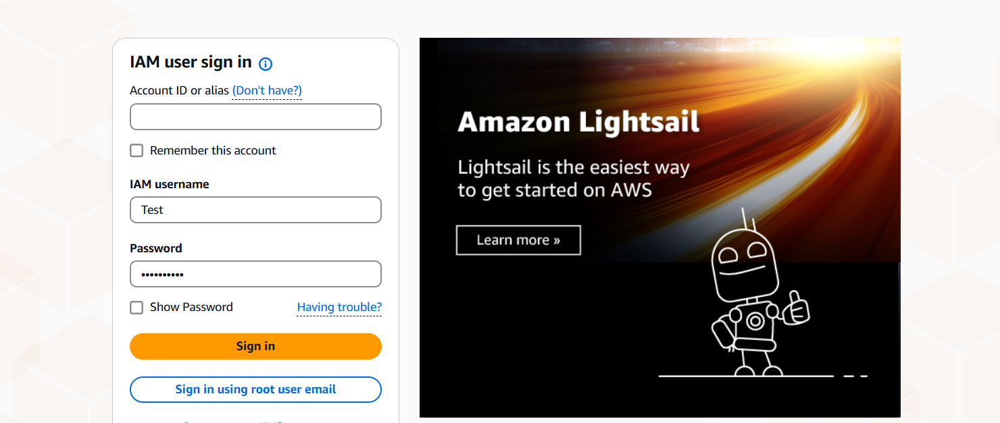 IAM user sign in
Account ID or alias (Don't have?)
Remember this account
IAM username
Test
Password
••••••••••
Show Password
Having trouble?
Sign in
Sign in using root user email
Amazon Lightsail
Lightsail is the easiest way
to get started on AWS
Learn more »